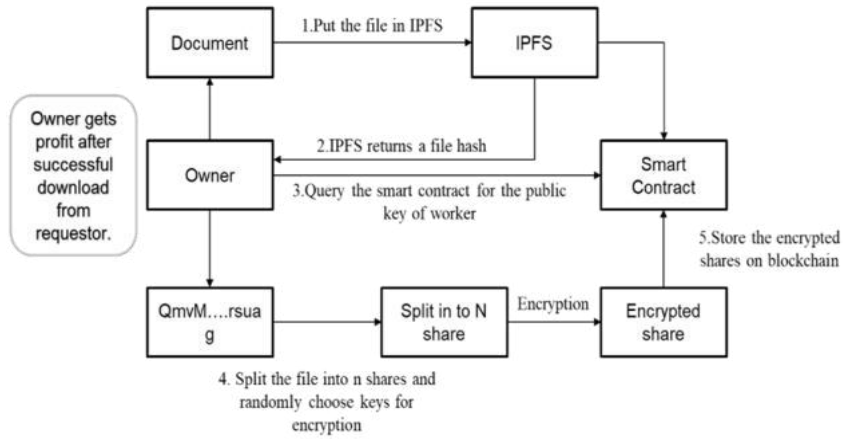 1.Put the file in IPFS
Document
IPFS
Owner gets
profit after
successful
download
from
requestor.
2.IPFS returns a file hash
Owner
3.Query the smart contract for the public
key of worker
Smart
Contract
5.Store the encrypted
shares on blockchain
QmvM....rsua
g
Split in to N
share
Encryption
Encrypted
share
4. Split the file into n shares and
randomly choose keys for
encryption